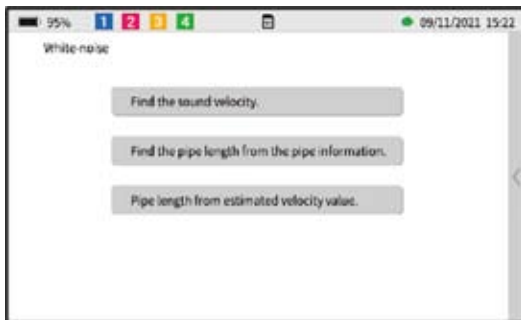 95% 1 2 3 4 09/11/2021 15:22
White-noise
Find the sound velocity.
Find the pipe length from the pipe information.
Pipe length from estimated velocity value.